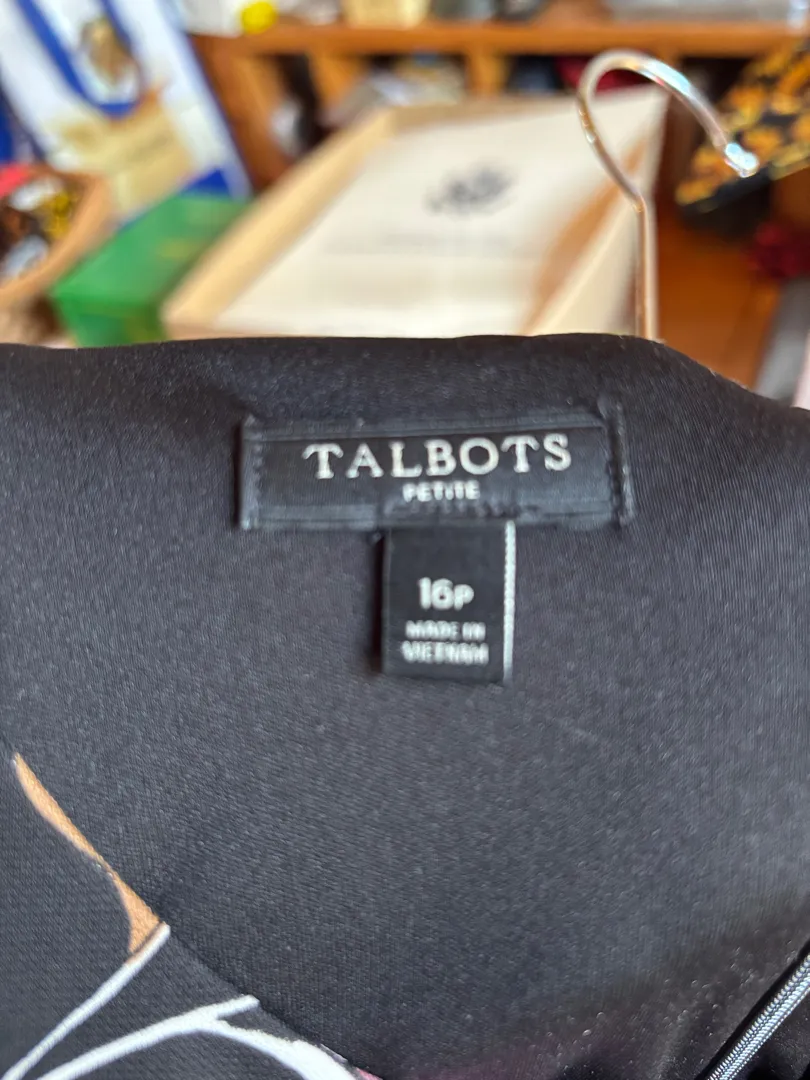 TALBOTS
PETITE
16P
MADE IN
VIETNAM